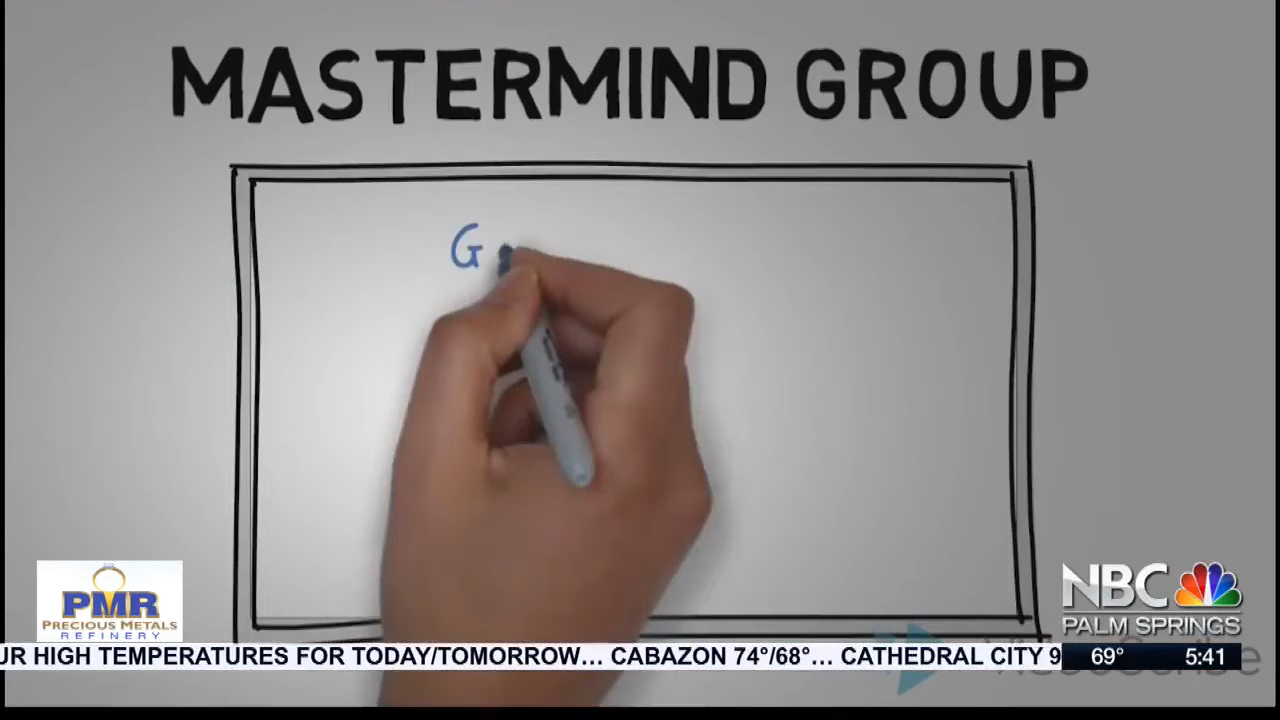 MASTERMIND GROUP
G
PMR
PRECIOUS METALS
REFINERY
NBC
PALM SPRINGS
UR HIGH TEMPERATURES FOR TODAY/TOMORROW... CABAZON 74°/68°... CATHEDRAL CITY 9
69° 5:41